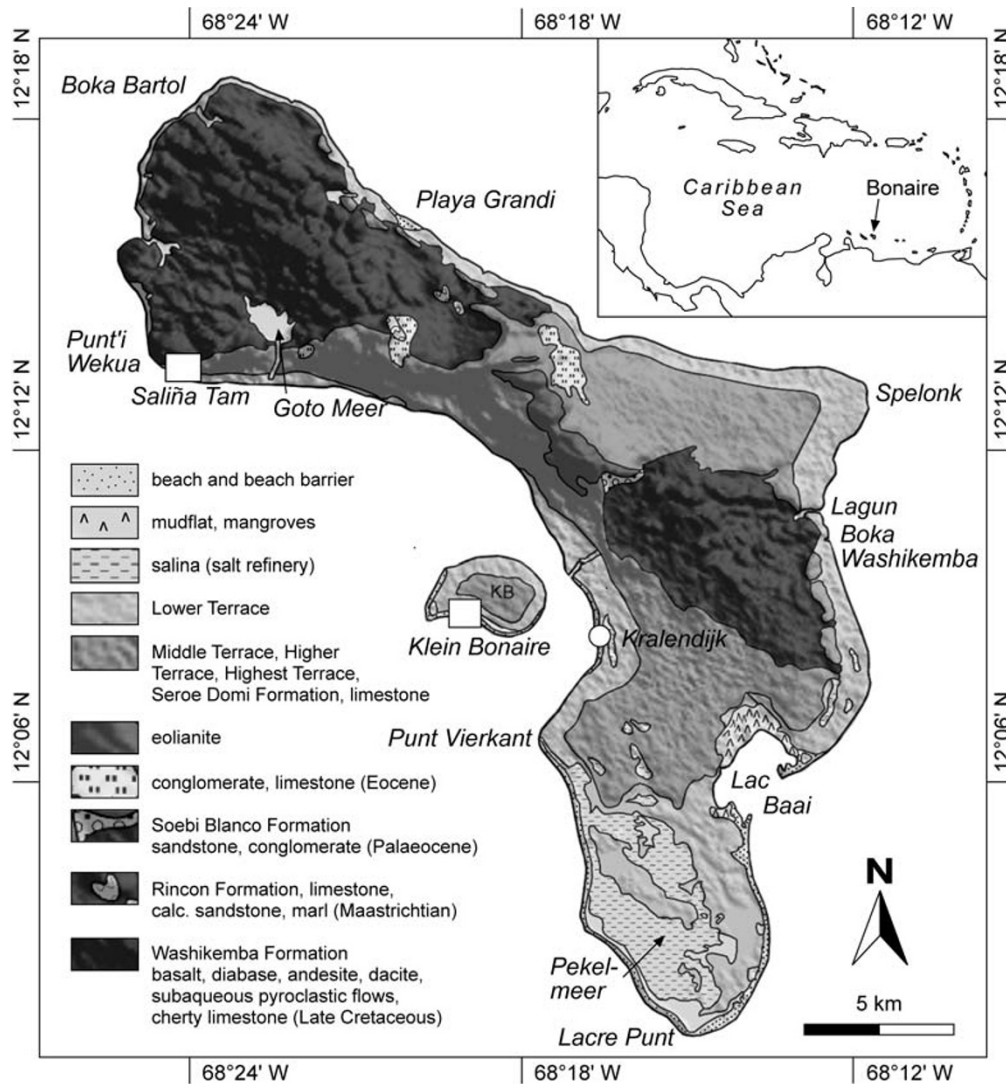 68°24' W
68°18' W
68°12' W
12°18' N
12°18' N
Boka Bartol
Playa Grandi
Caribbean
Sea
Bonaire
Punt'i
Wekua
Saliña Tam
Goto Meer
Spelonk
12°12' N
12°12' N
Lagun
Boka
Washikemba
KB
Klein Bonaire
Kralendijk
Punt Vierkant
12°06' N
12°06' N
Lac
Baai
Pekel-
meer
Lacre Punt
N
5 km
beach and beach barrier
mudflat, mangroves
salina (salt refinery)
Lower Terrace
Middle Terrace, Higher
Terrace, Highest Terrace,
Seroe Domi Formation, limestone
eolianite
conglomerate, limestone (Eocene)
Soebi Blanco Formation
sandstone, conglomerate (Palaeocene)
Rincon Formation, limestone,
calc. sandstone, marl (Maastrichtian)
Washikemba Formation
basalt, diabase, andesite, dacite,
subaqueous pyroclastic flows,
cherty limestone (Late Cretaceous)
68°24' W
68°18' W
68°12' W